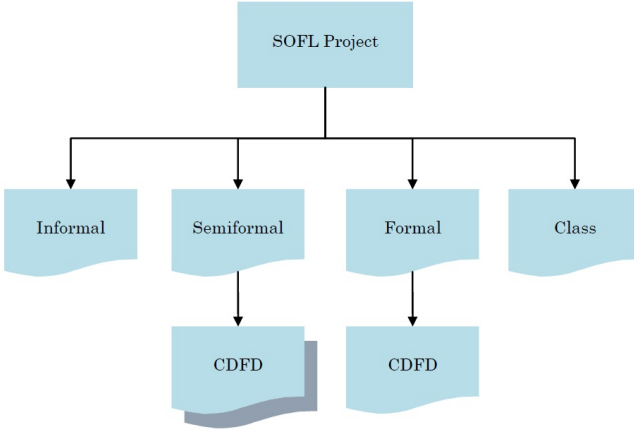 SOFL Project
Informal
Semiformal
Formal
Class
CDFD
CDFD